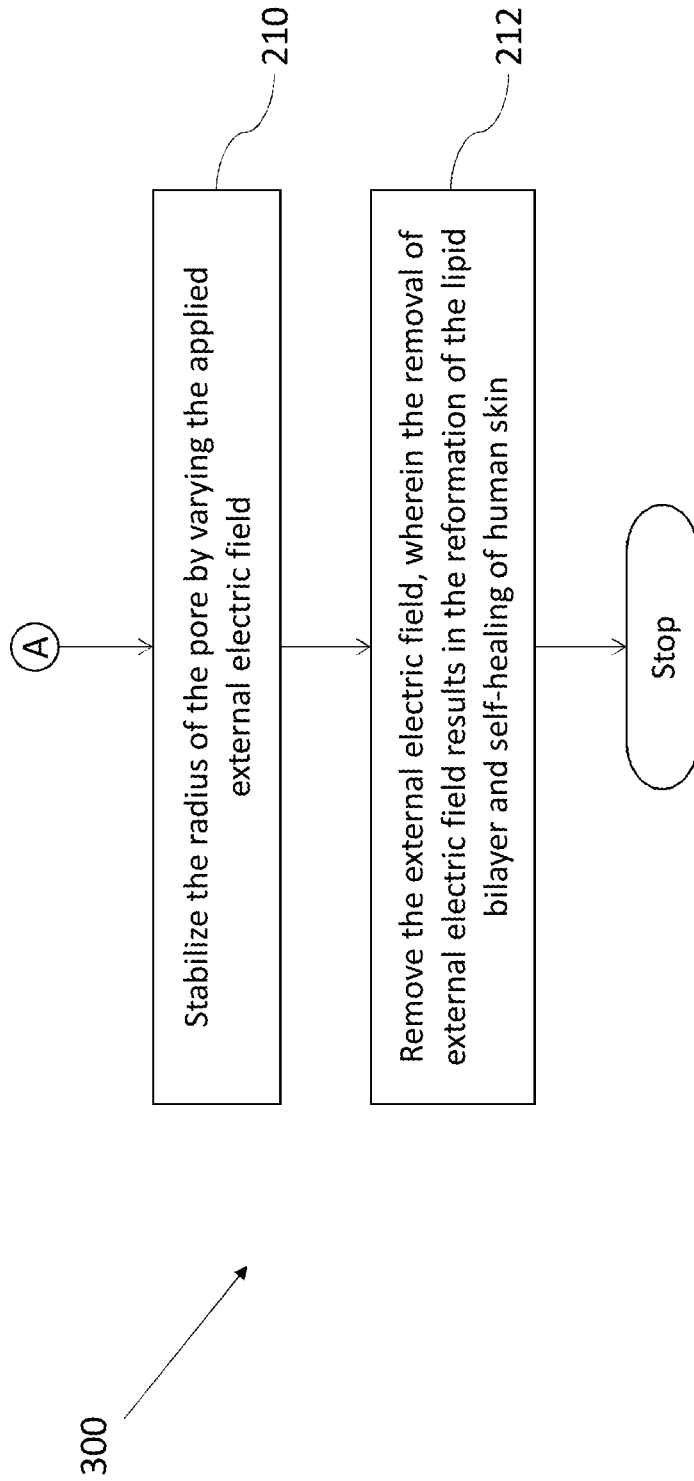 A
Stabilize the radius of the pore by varying the applied
external electric field
210
Remove the external electric field, wherein the removal of
external electric field results in the reformation of the lipid
bilayer and self-healing of human skin
212
Stop
300